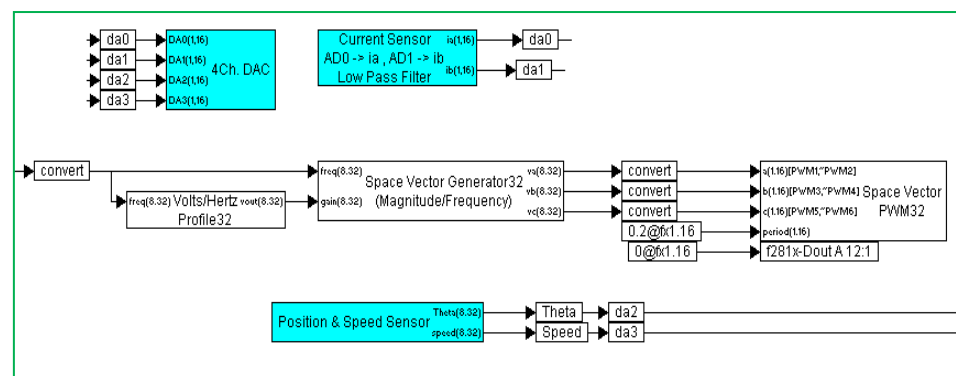 da0
da1
da2
da3
DA0(1,16)
DA1(1,16)
DA2(1,16)
DA3(1,16)
4Ch. DAC
Current Sensor
AD0 -> ia , AD1 -> ib
Low Pass Filter
ia(1,16)
ib(1,16)
da0
da1
convert
freq(8.32) Volts/Hertz vout(8.32)
Profile32
freq(8.32)
gain(8.32)
Space Vector Generator32
(Magnitude/Frequency)
va(8.32)
vb(8.32)
vc(8.32)
convert
convert
convert
0.2@fx1.16
0@fx1.16
a(1.16)[PWM1,~PWM2]
b(1.16)[PWM3,~PWM4]
c(1.16)[PWM5,~PWM6]
period(1.16)
Space Vector
PWM32
f281x-Dout A 12:1
Position & Speed Sensor
Theta(8.32)
speed(8.32)
Theta
Speed
da2
da3